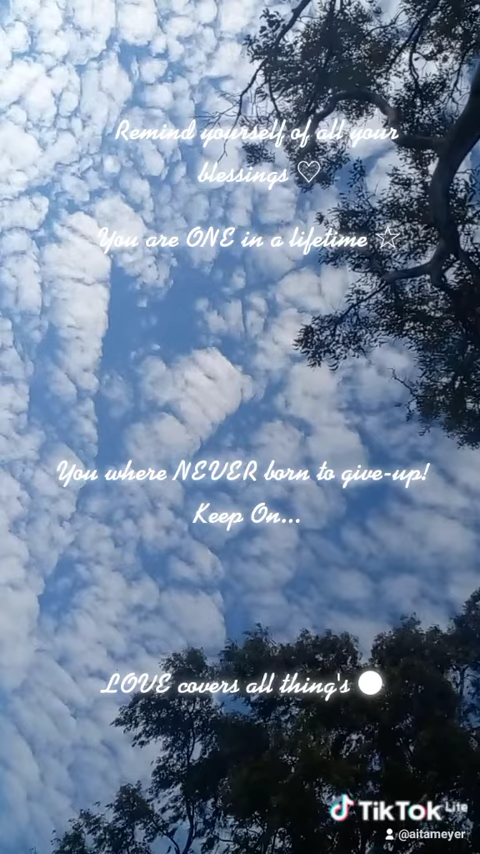 Remind yourself of all your
blessings ♡
You are ONE in a lifetime ☆
You where NEVER born to give-up!
Keep On...
LOVE covers all thing's
TikTok Lite
@aitameyer